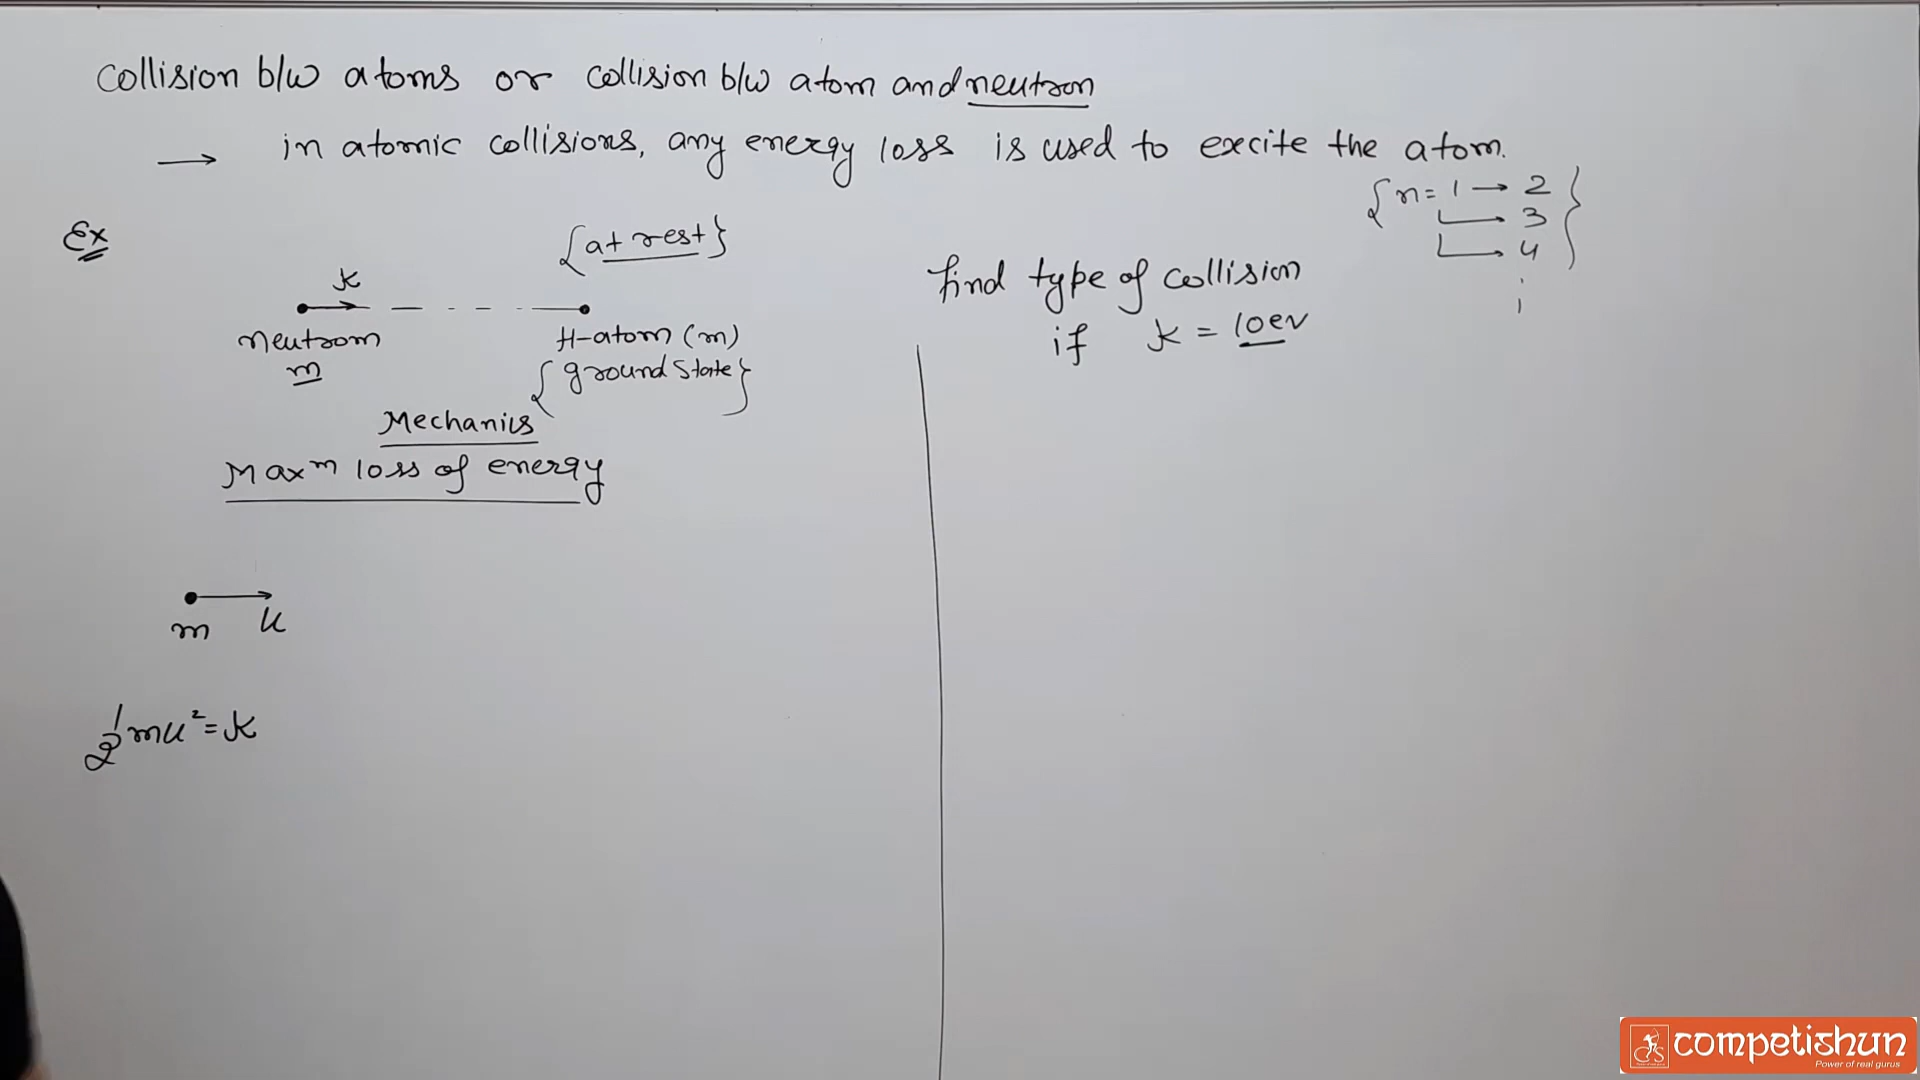 Collision b/w atoms or collision b/w atom and neutron
→ in atomic collisions, any energy loss is used to excite the atom.
{n = 1 → 2
→ 3
→ 4 }
Ex
{at rest}
K
neutron
m
H-atom (m)
{ground State}
find type of collision
if K = 10ev
Mechanics
Maxm loss of energy
m u
1/2 mu² = K
competishun
Power of real gurus